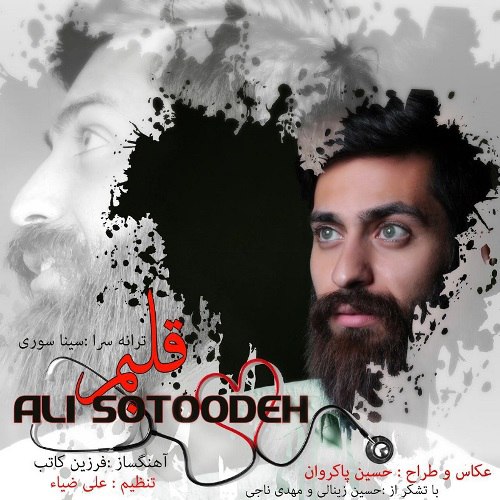 ترانه سرا :سینا سوری
قلبم
ALI SOTOODEH
آهنگساز :فرزین کاتب
تنظیم : علی ضیاء
عکاس و طراح : حسین پاکروان
با تشکر از :حسین زینالی و مهدی ناجی